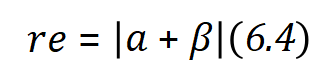 re = |a + β|(6.4)